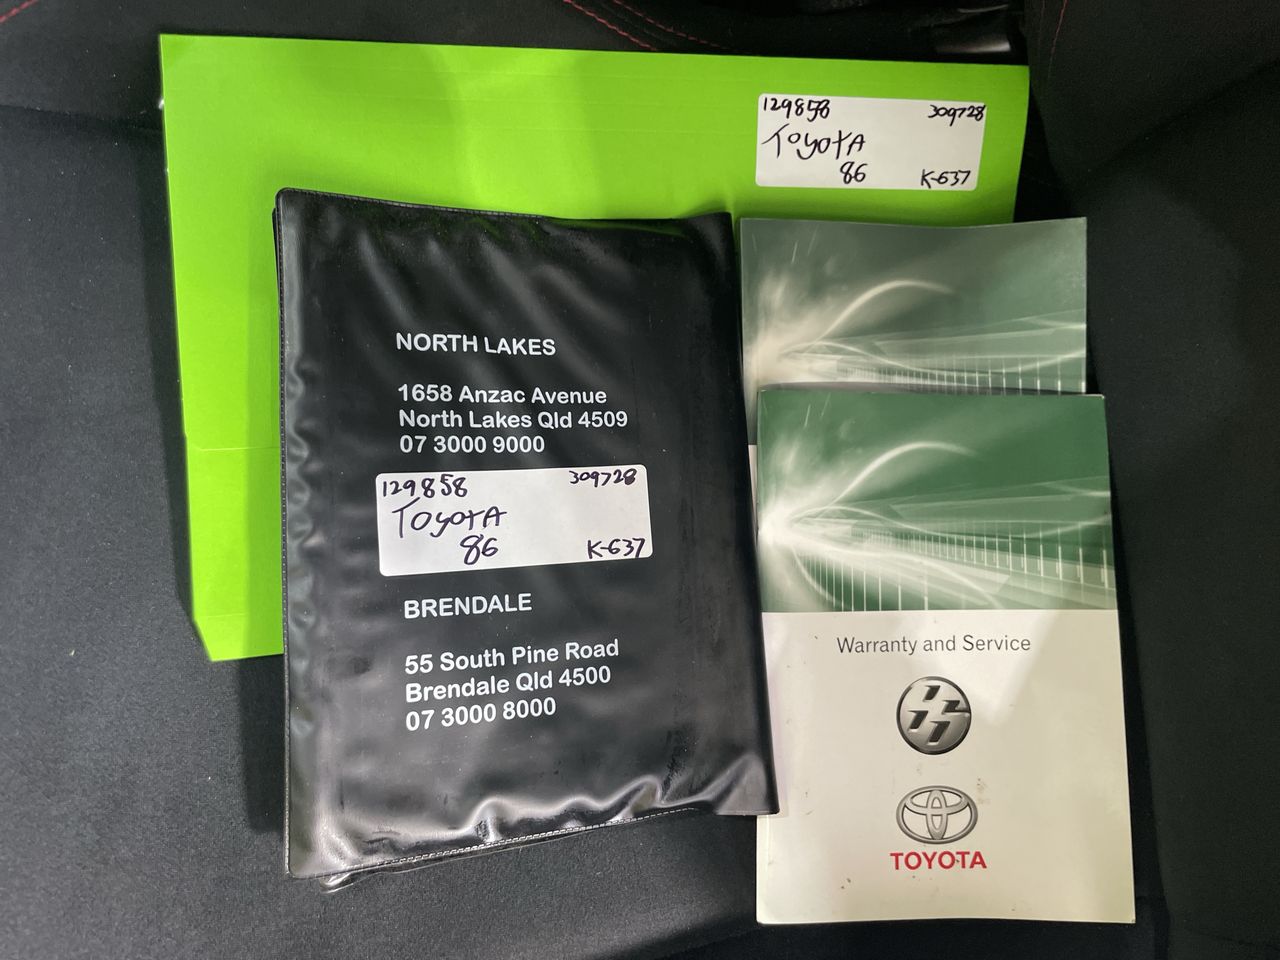 129858 309728
Toyota
86 K-637
NORTH LAKES
1658 Anzac Avenue
North Lakes Qld 4509
07 3000 9000
129858 309728
Toyota
86 K-637
BRENDALE
55 South Pine Road
Brendale Qld 4500
07 3000 8000
Warranty and Service
TOYOTA